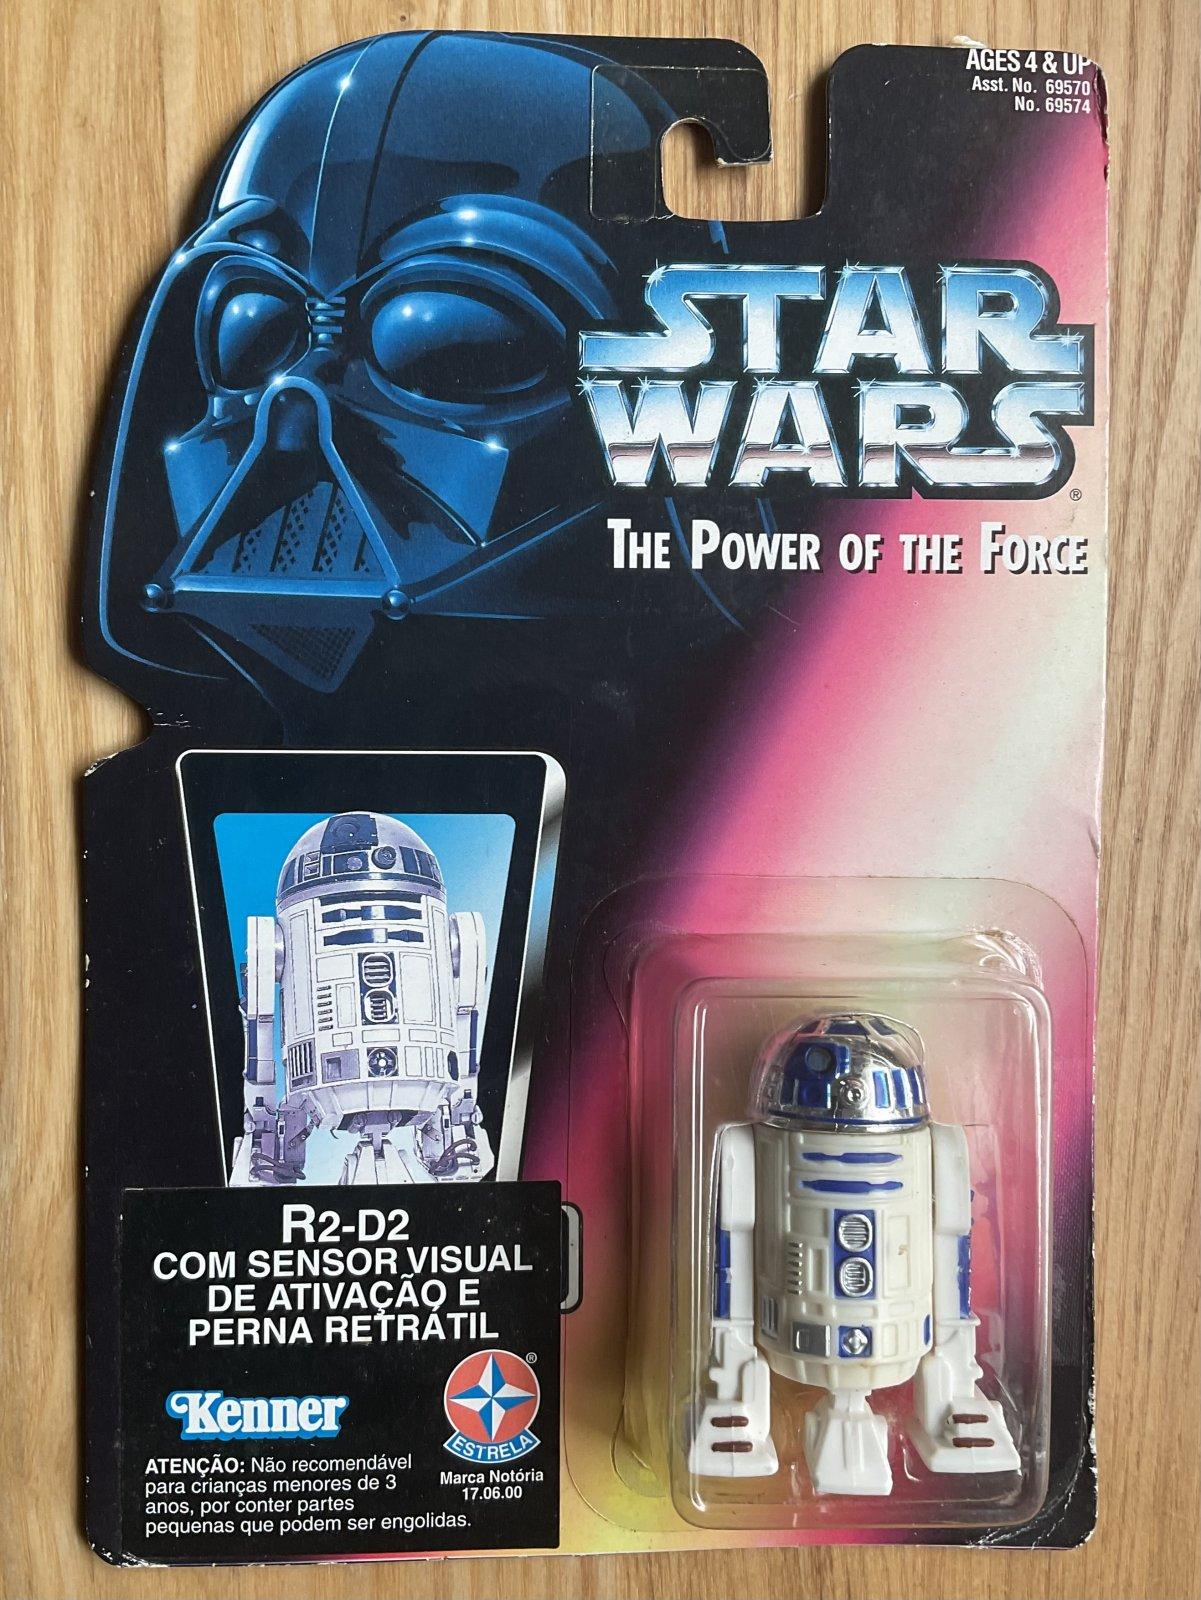 AGES 4 & UP
Asst. No. 69570
No. 69574
STAR
WARS®
THE POWER OF THE FORCE
R2-D2
COM SENSOR VISUAL
DE ATIVAÇÃO E
PERNA RETRÁTIL
Kenner
®
ESTRELA
ATENÇÃO: Não recomendável
para crianças menores de 3
anos, por conter partes
pequenas que podem ser engolidas.
Marca Notória
17.06.00